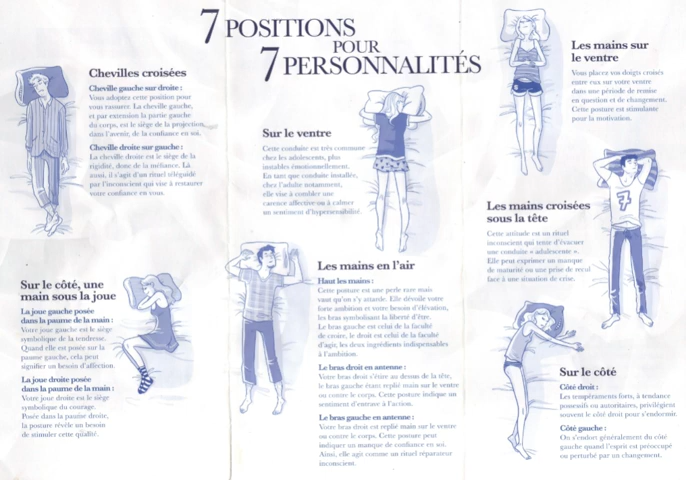 7 POSITIONS
POUR
7 PERSONNALITÉS
Chevilles croisées
Cheville gauche sur droite :
Vous adoptez cette position pour
vous rassurer. La cheville gauche,
et par extension la partie gauche
du corps, est le siège de la projection
dans l'avenir, de la confiance en soi.
Cheville droite sur gauche :
La cheville droite est le siège de la
rigidité, donc de la méfiance. Là
aussi, il s'agit d'un rituel téléguidé
par l'inconscient qui vise à restaurer
votre confiance en vous.
Sur le côté, une
main sous la joue
La joue gauche posée
dans la paume de la main :
Votre joue gauche est le siège
symbolique de la tendresse.
Quand elle est posée sur la
paume gauche, cela peut
signifier un besoin d'affection.
La joue droite posée
dans la paume de la main :
Votre joue droite est le siège
symbolique du courage.
Posée dans la paume droite,
la posture révèle un besoin
de stimuler cette qualité.
Sur le ventre
Cette conduite est très commune
chez les adolescents, plus
instables émotionnellement.
En tant que conduite installée,
chez l'adulte notamment,
elle vise à combler une
carence affective ou à calmer
un sentiment d'hypersensibilité.
Les mains en l'air
Haut les mains :
Cette posture est une perle rare mais
vaut qu'on s'y attarde. Elle dévoile votre
forte ambition et votre besoin d'élévation,
les bras symbolisant la liberté d'être.
Le bras gauche est celui de la faculté
de croire, le droit est celui de la faculté
d'agir, les deux ingrédients indispensables
à l'ambition.
Le bras droit en antenne :
Votre bras droit s'étire au dessus de la tête,
le bras gauche étant replié main sur le ventre
ou contre le corps. Cette posture indique un
sentiment d'entrave à l'action.
Le bras gauche en antenne :
Votre bras droit est replié main sur le ventre
ou contre le corps. Cette posture peut
indiquer un manque de confiance en soi.
Ainsi, elle agit comme un rituel réparateur
inconscient.
Les mains sur
le ventre
Vous placez vos doigts croisés
entre eux sur votre ventre
dans une période de remise
en question et de changement.
Cette posture est stimulante
pour la motivation.
Les mains croisées
sous la tête
Cette attitude est un rituel
inconscient qui tente d'évacuer
une conduite « adolescente ».
Elle peut exprimer un manque
de maturité ou une prise de recul
face à une situation de crise.
7
Sur le côté
Côté droit :
Les tempéraments forts, à tendance
possessifs ou autoritaires, privilégient
souvent le côté droit pour s'endormir.
Côté gauche :
On s'endort généralement du côté
gauche quand l'esprit est préoccupé
ou perturbé par un changement.